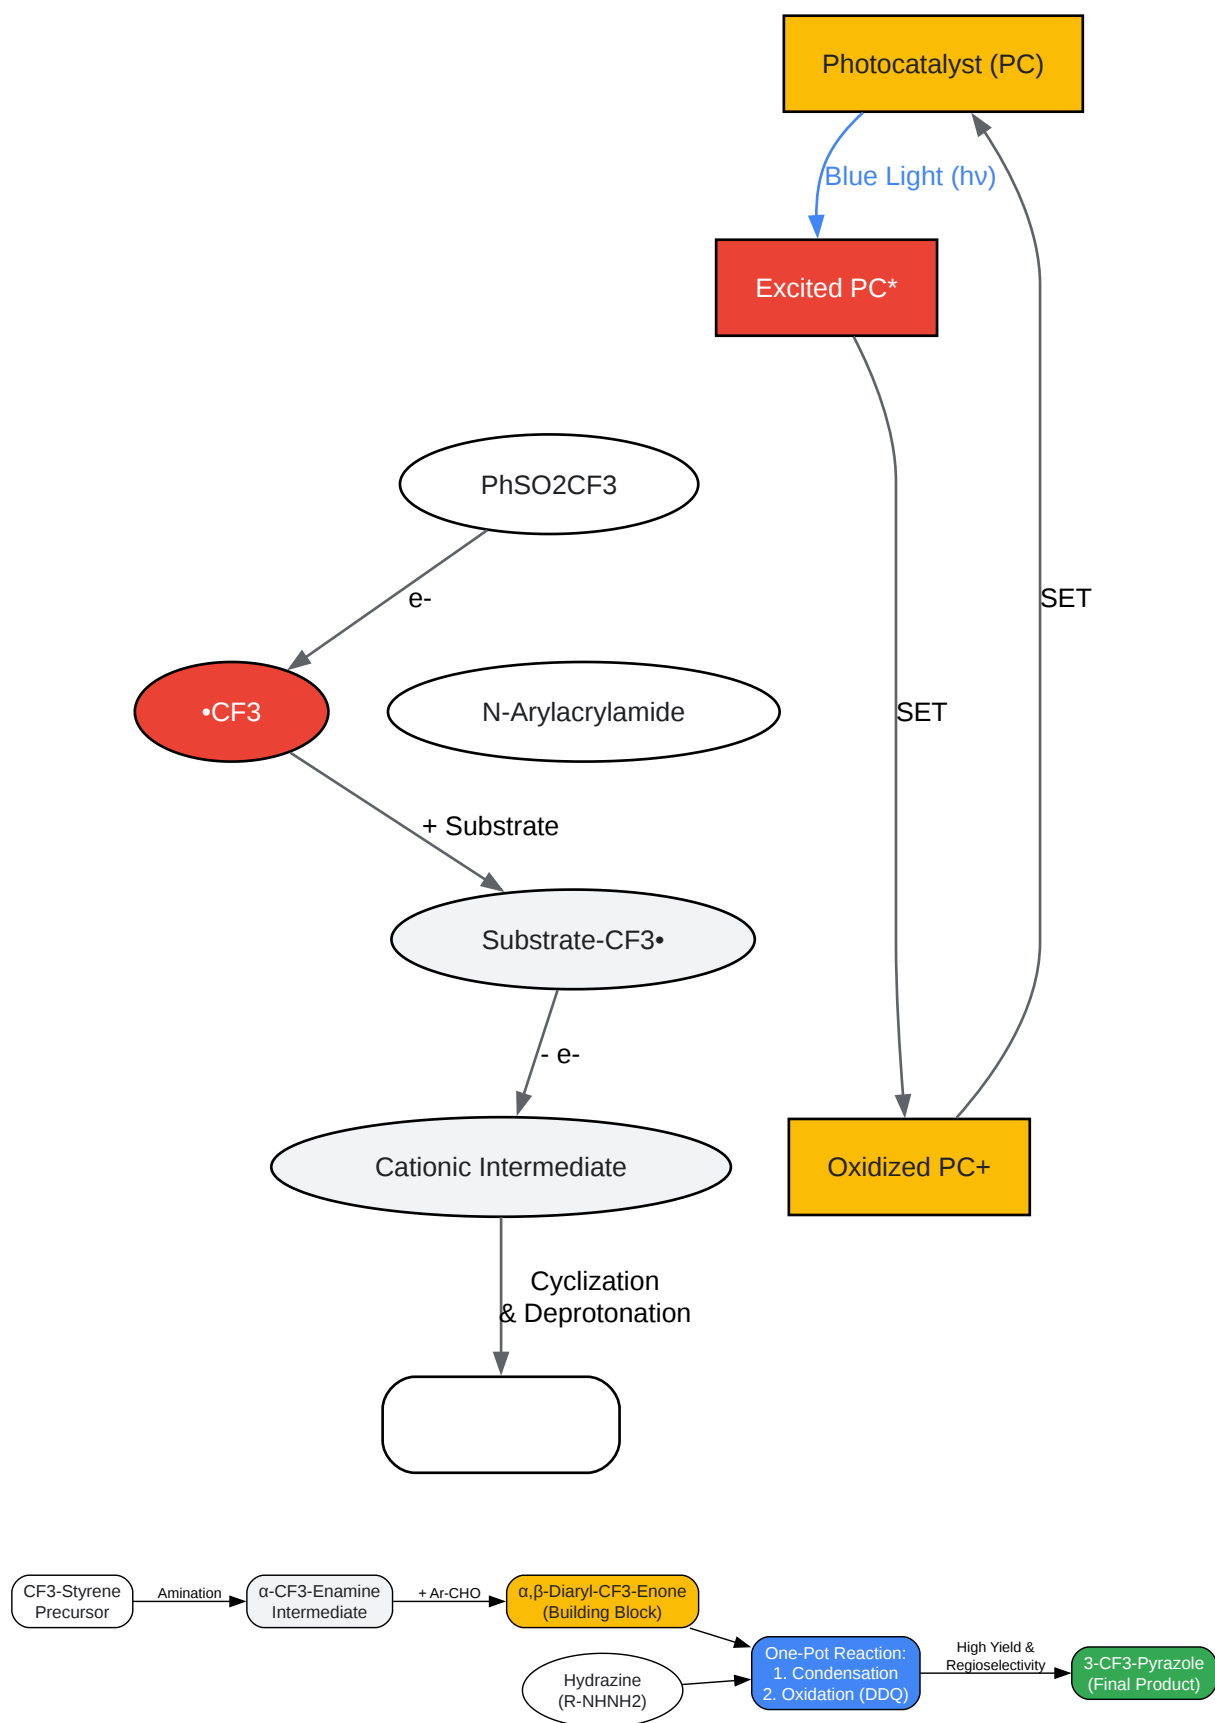 Photocatalyst (PC)
Blue Light (hν)
Excited PC*
PhSO2CF3
e-
SET
•CF3
N-Arylacrylamide
SET
+ Substrate
Substrate-CF3•
- e-
Cationic Intermediate
Oxidized PC+
Cyclization
& Deprotonation
CF3-Styrene
Precursor
Amination
α-CF3-Enamine
Intermediate
+ Ar-CHO
α,β-Diaryl-CF3-Enone
(Building Block)
Hydrazine
(R-NHNH2)
One-Pot Reaction:
1. Condensation
2. Oxidation (DDQ)
High Yield &
Regioselectivity
3-CF3-Pyrazole
(Final Product)